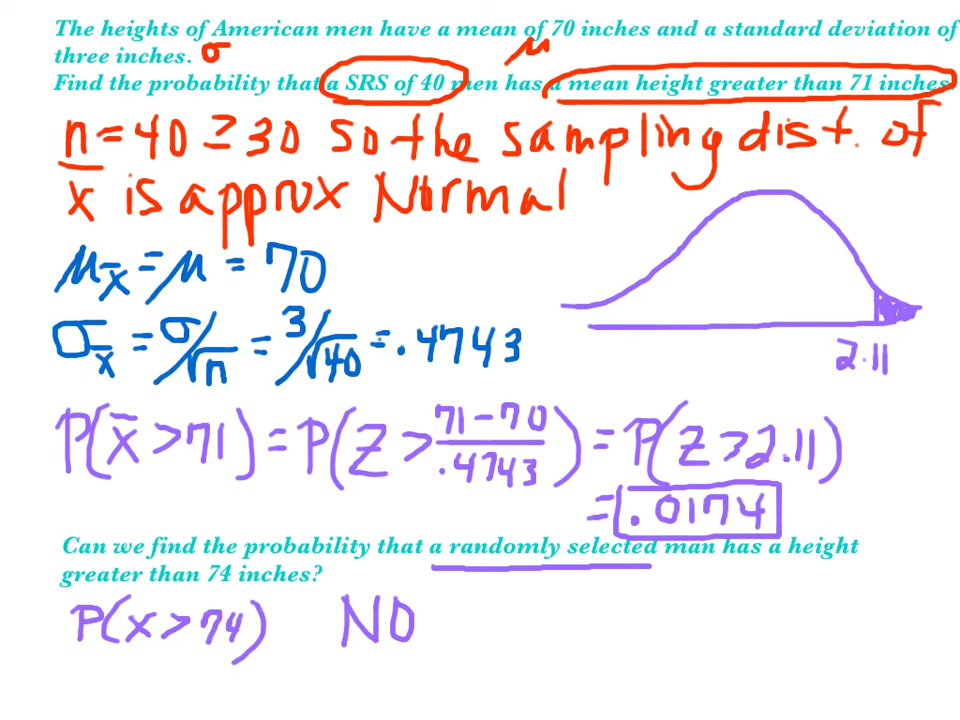 The heights of American men have a mean of 70 inches and a standard deviation of
three inches. σ μ
Find the probability that a SRS of 40 men has a mean height greater than 71 inches.
n = 40 ≥ 30 so the sampling dist. of
x̄ is approx Normal
μx̄ = μ = 70
σx̄ = σ/√n = 3/√40 = .4743
2.11
P(x̄ > 71) = P(Z > (71 - 70)/.4743) = P(Z > 2.11)
= .0174
Can we find the probability that a randomly selected man has a height
greater than 74 inches?
P(x > 74) NO